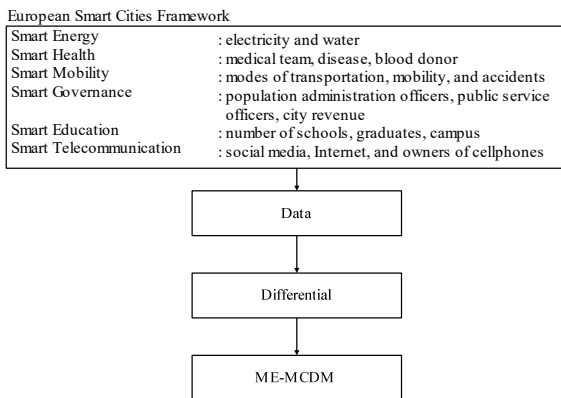 European Smart Cities Framework
Smart Energy : electricity and water
Smart Health : medical team, disease, blood donor
Smart Mobility : modes of transportation, mobility, and accidents
Smart Governance : population administration officers, public service
officers, city revenue
Smart Education : number of schools, graduates, campus
Smart Telecommunication : social media, Internet, and owners of cellphones
Data
Differential
ME-MCDM